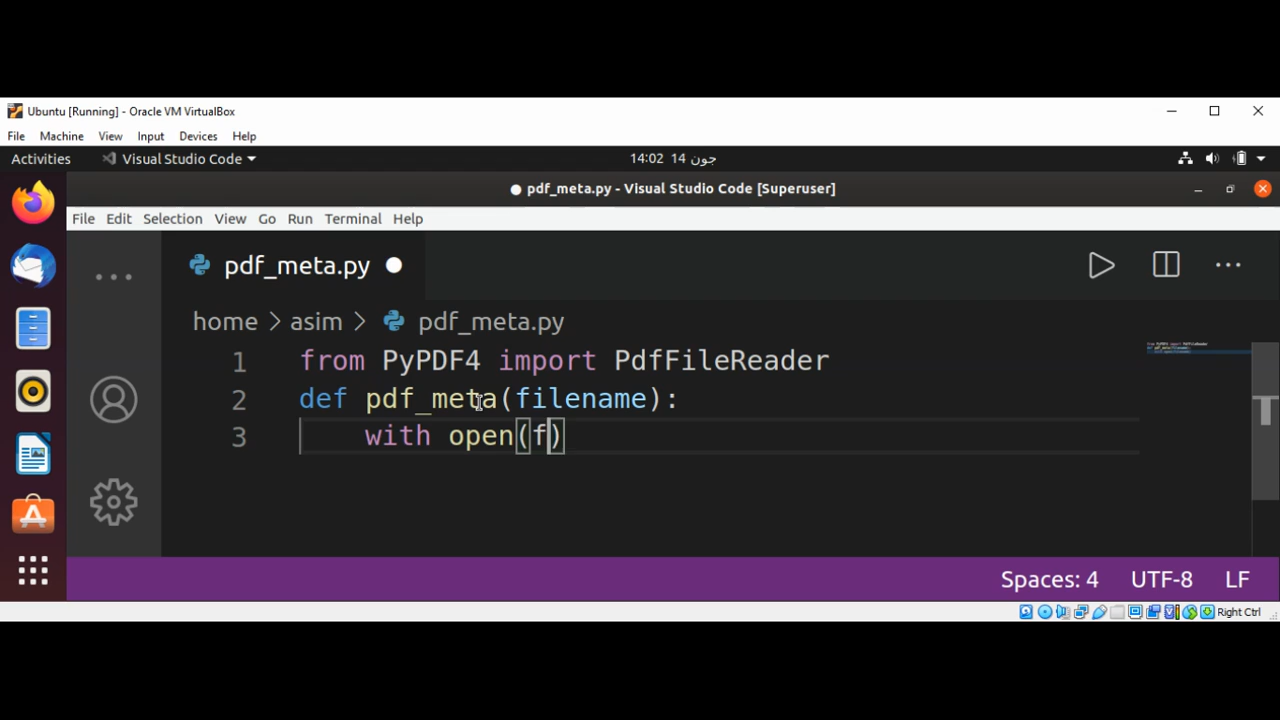 Ubuntu [Running] - Oracle VM VirtualBox
File Machine View Input Devices Help
Activities Visual Studio Code 14:02 14 جون
pdf_meta.py - Visual Studio Code [Superuser]
File Edit Selection View Go Run Terminal Help
pdf_meta.py
home > asim > pdf_meta.py
1 from PyPDF4 import PdfFileReader
2 def pdf_meta(filename):
3 with open(f)
Spaces: 4 UTF-8 LF
Right Ctrl